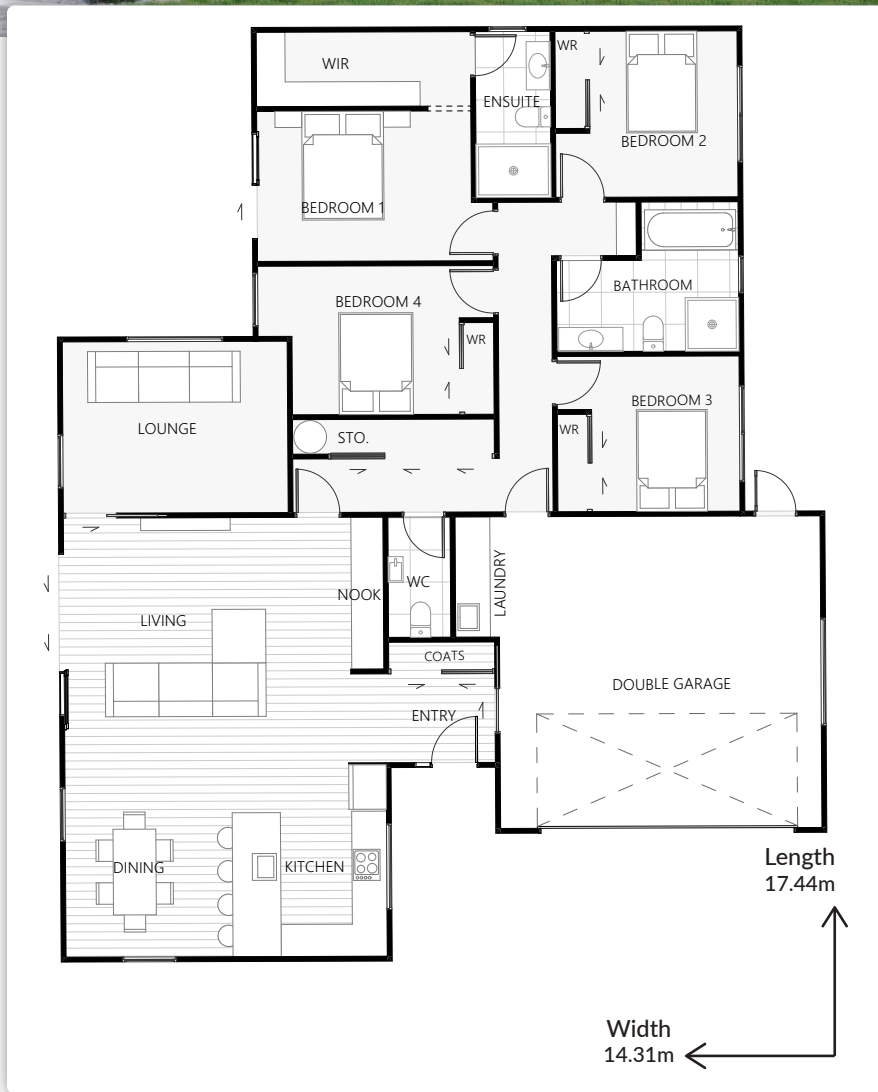 WIR
WR
ENSUITE
BEDROOM 2
BEDROOM 1
BATHROOM
BEDROOM 4
WR
BEDROOM 3
LOUNGE
WR
STO.
LAUNDRY
WC
NOOK
LIVING
COATS
DOUBLE GARAGE
ENTRY
DINING
KITCHEN
Length
17.44m
Width
14.31m